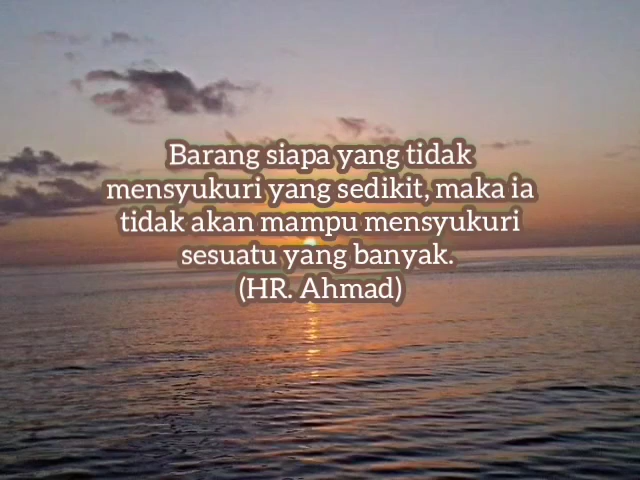 Barang siapa yang tidak
mensyukuri yang sedikit, maka ia
tidak akan mampu mensyukuri
sesuatu yang banyak.
(HR. Ahmad)